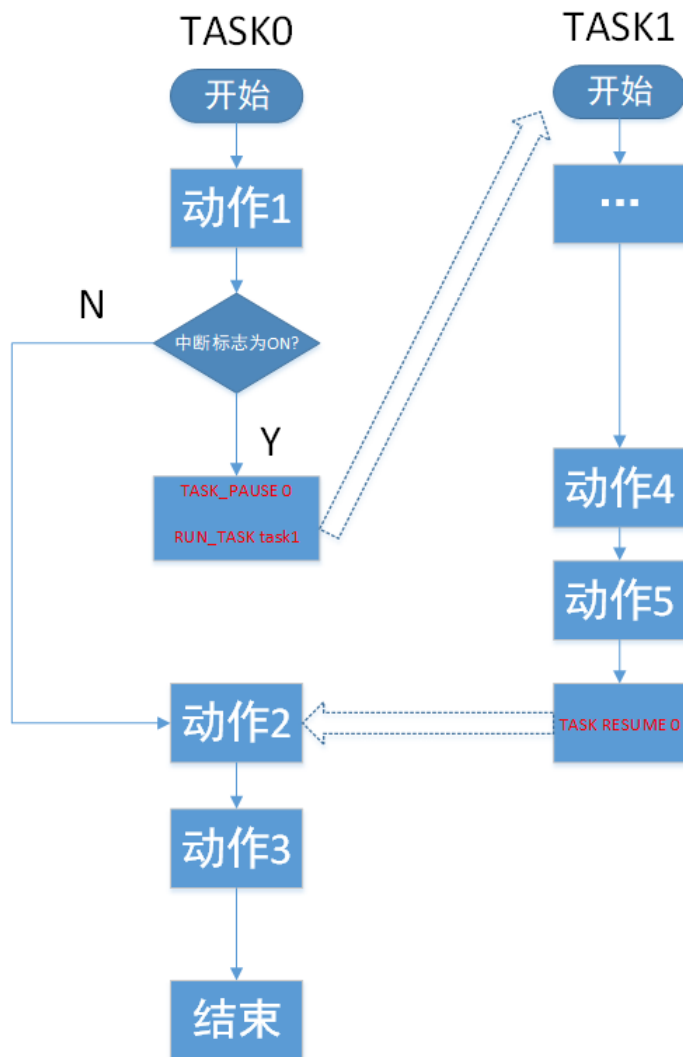 TASK0
开始
动作1
N
中断标志为ON?
Y
TASK_PAUSE 0
RUN_TASK task1
动作2
动作3
结束
TASK1
开始
...
动作4
动作5
TASK RESUME 0